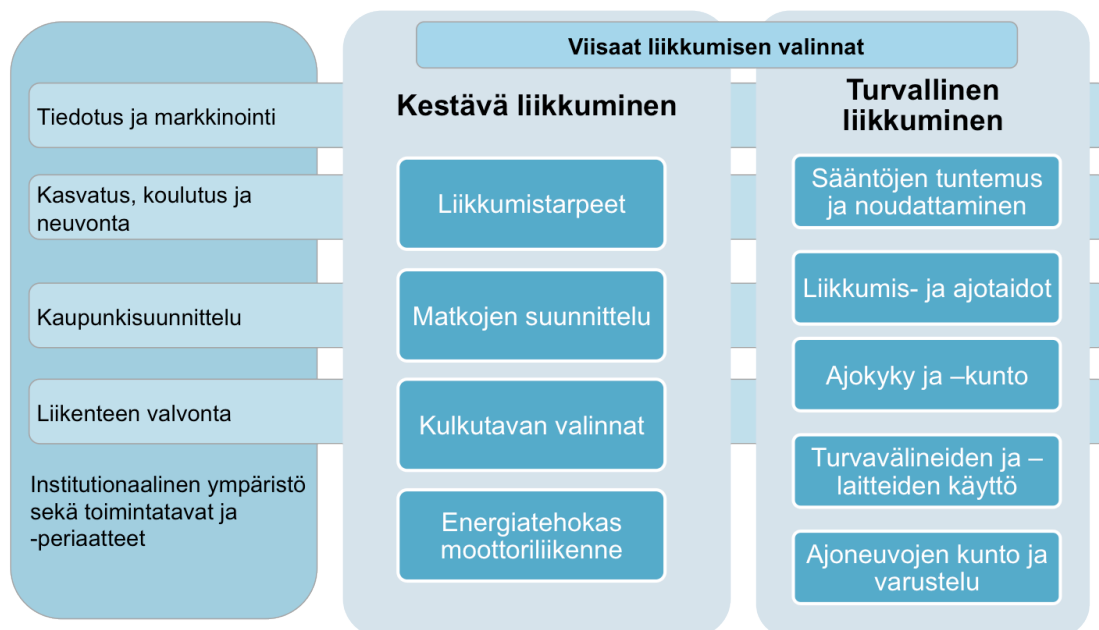 Viisaat liikkumisen valinnat
Tiedotus ja markkinointi
Kasvatus, koulutus ja
neuvonta
Kaupunkisuunnittelu
Liikenteen valvonta
Institutionaalinen ympäristö
sekä toimintatavat ja
-periaatteet
Kestävä liikkuminen
Liikkumistarpeet
Matkojen suunnittelu
Kulkutavan valinnat
Energiatehokas
moottoriliikenne
Turvallinen
liikkuminen
Sääntöjen tuntemus
ja noudattaminen
Liikkumis- ja ajotaidot
Ajokyky ja –kunto
Turvavälineiden ja –
laitteiden käyttö
Ajoneuvojen kunto ja
varustelu